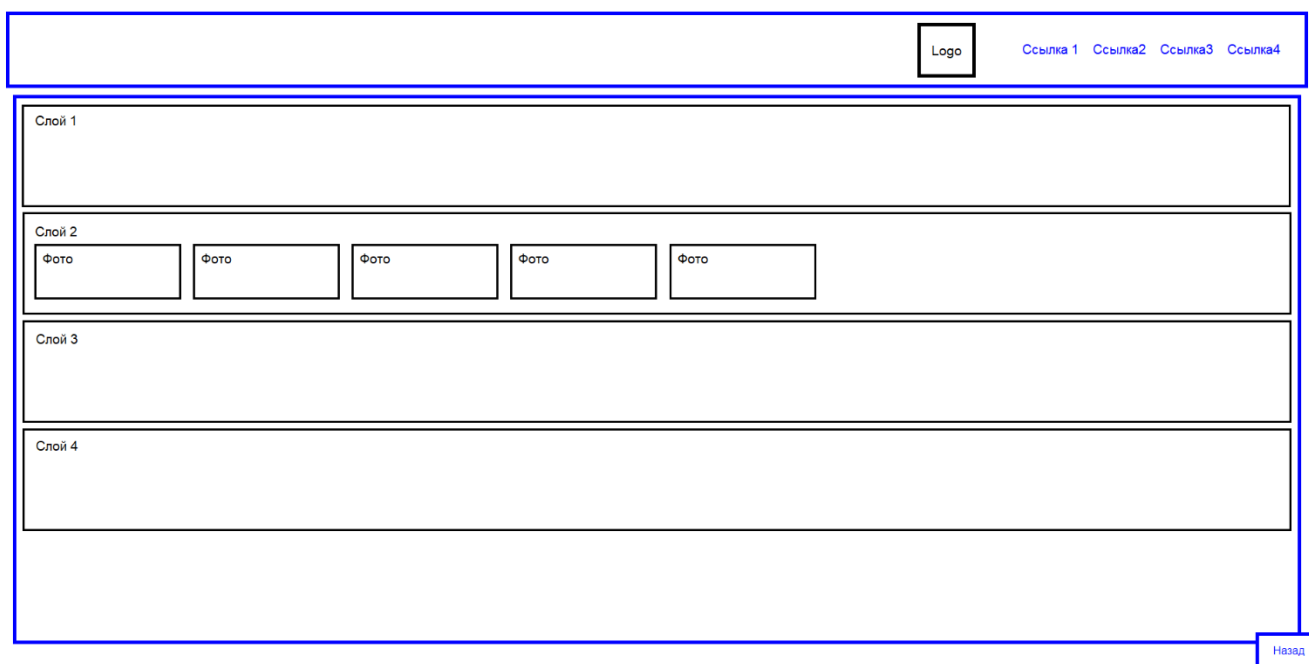 Logo Ссылка 1 Ссылка2 Ссылка3 Ссылка4
Слой 1
Слой 2
Фото Фото Фото Фото Фото
Слой 3
Слой 4
Назад